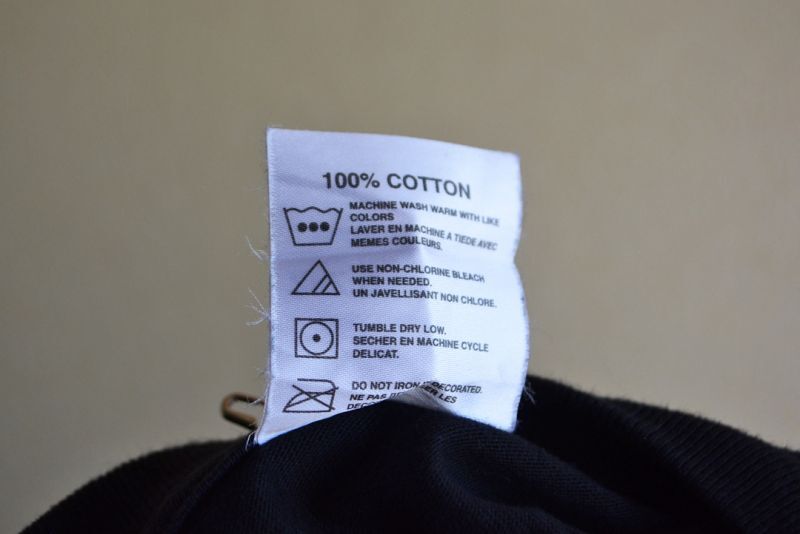 100% COTTON
MACHINE WASH WARM WITH LIKE
COLORS
LAVER EN MACHINE A TIEDE AVEC
MEMES COULEURS.
USE NON-CHLORINE BLEACH
WHEN NEEDED.
UN JAVELLISANT NON CHLORE.
TUMBLE DRY LOW.
SECHER EN MACHINE CYCLE
DELICAT.
DO NOT IRON DECORATED.
NE PAS LES